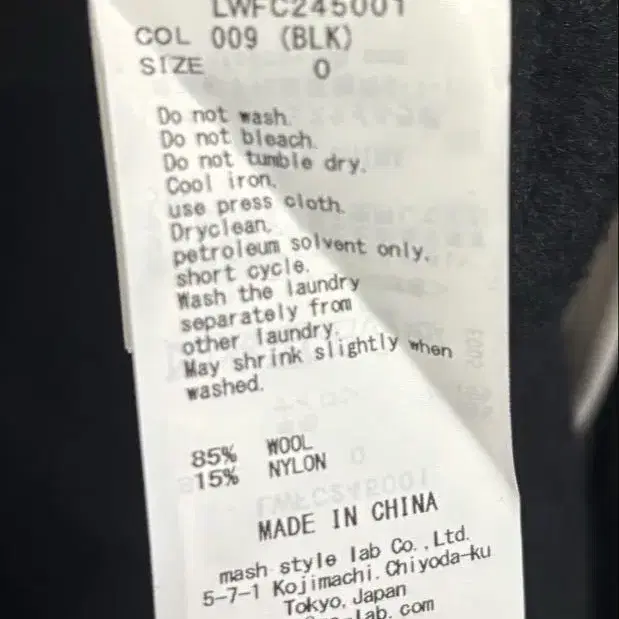 LWFC245001
COL 009 (BLK)
SIZE 0
Do not wash.
Do not bleach.
Do not tumble dry.
Cool iron.
use press cloth.
Dryclean.
petroleum solvent only.
short cycle.
Wash the laundry
separately from
other laundry.
May shrink slightly when
washed.
85% WOOL
15% NYLON
MADE IN CHINA
mash style lab Co.,Ltd.
5-7-1 Kojimachi.Chiyoda-ku
Tokyo, Japan
lab.com